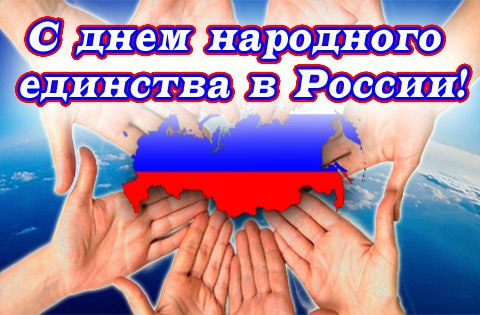 С днем народного
единства в России!